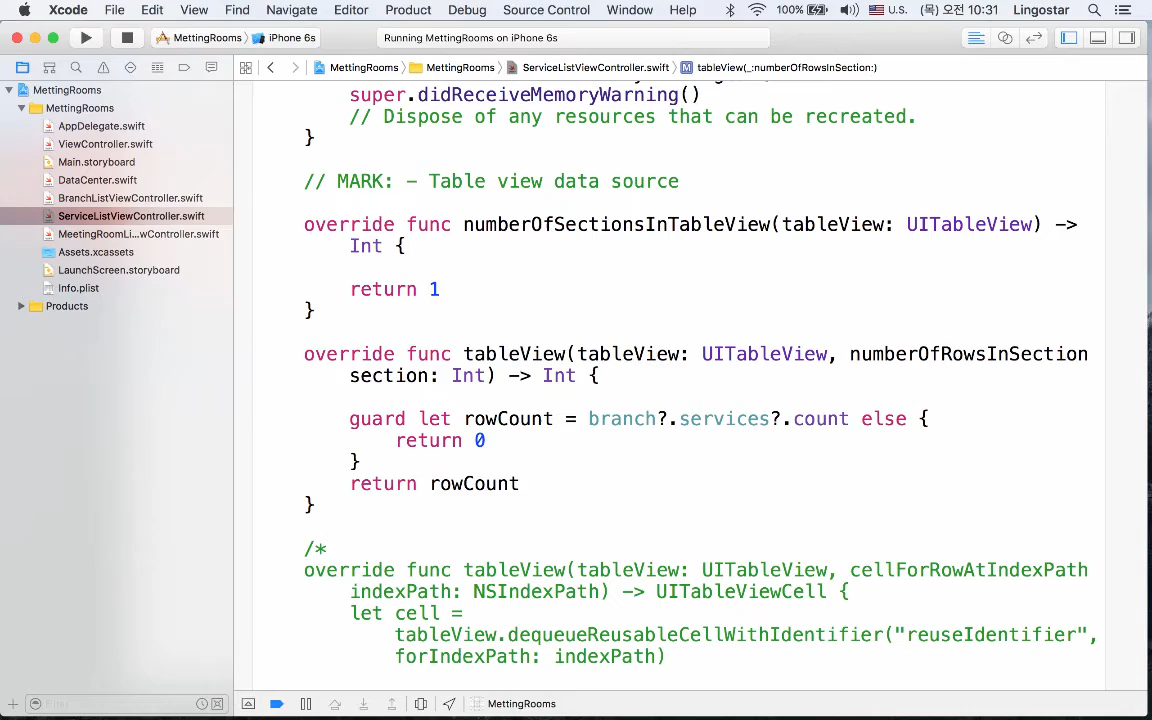 Xcode File Edit View Find Navigate Editor Product Debug Source Control Window Help 100% U.S. (목) 오전 10:31 Lingostar
MettingRooms iPhone 6s Running MettingRooms on iPhone 6s
MettingRooms MettingRooms ServiceListViewController.swift M tableView(_:numberOfRowsInSection:)
MettingRooms
MettingRooms
AppDelegate.swift
ViewController.swift
Main.storyboard
DataCenter.swift
BranchListViewController.swift
ServiceListViewController.swift
MeetingRoomLi...wController.swift
Assets.xcassets
LaunchScreen.storyboard
Info.plist
Products
super.didReceiveMemoryWarning()
// Dispose of any resources that can be recreated.
}
// MARK: - Table view data source
override func numberOfSectionsInTableView(tableView: UITableView) ->
Int {
return 1
}
override func tableView(tableView: UITableView, numberOfRowsInSection
section: Int) -> Int {
guard let rowCount = branch?.services?.count else {
return 0
}
return rowCount
}
/*
override func tableView(tableView: UITableView, cellForRowAtIndexPath
indexPath: NSIndexPath) -> UITableViewCell {
let cell =
tableView.dequeueReusableCellWithIdentifier("reuseIdentifier",
forIndexPath: indexPath)
Filter
MettingRooms